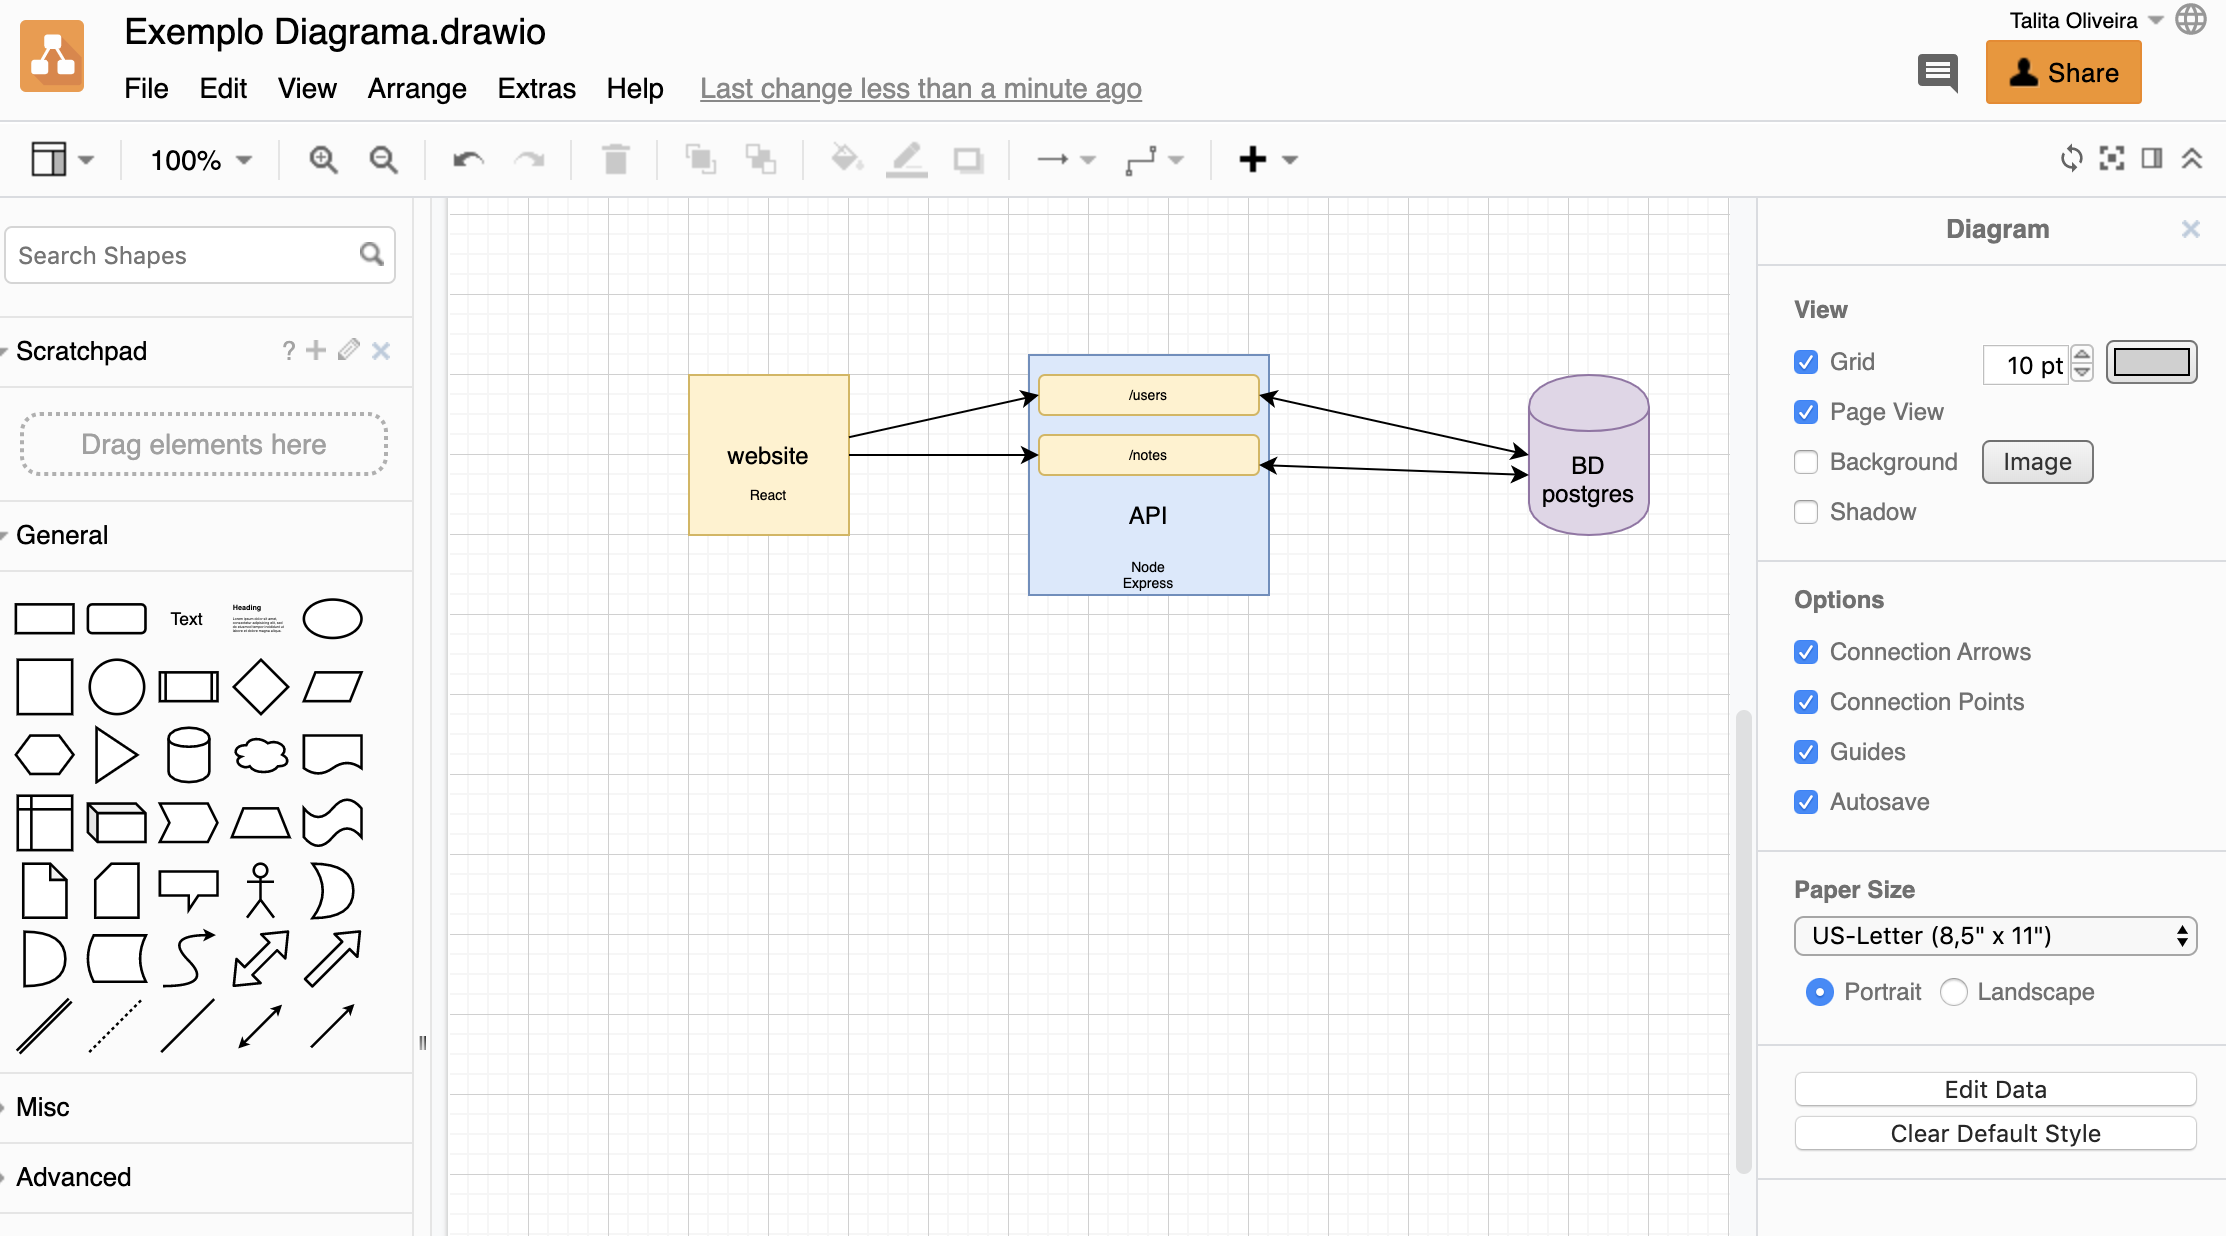 Exemplo Diagrama.drawio
Talita Oliveira
File Edit View Arrange Extras Help Last change less than a minute ago
Share
100%
Search Shapes
Scratchpad
?
Drag elements here
General
Text
Heading
Misc
Advanced
website
React
/users
/notes
API
Node
Express
BD
postgres
Diagram
View
Grid 10 pt
Page View
Background Image
Shadow
Options
Connection Arrows
Connection Points
Guides
Autosave
Paper Size
US-Letter (8,5" x 11")
Portrait Landscape
Edit Data
Clear Default Style